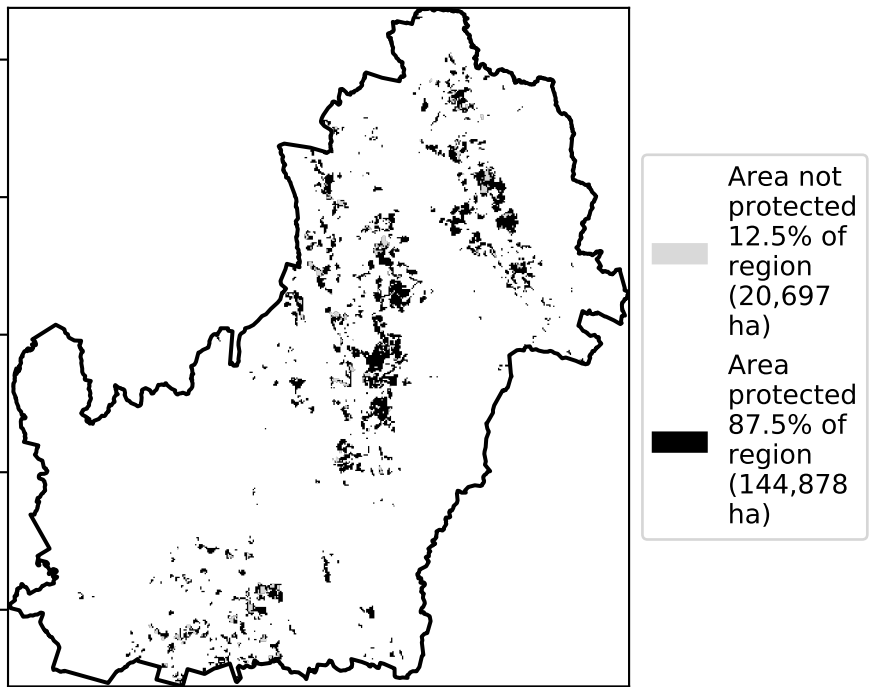 Area not
protected
12.5% of
region
(20,697
ha)
Area
protected
87.5% of
region
(144,878
ha)